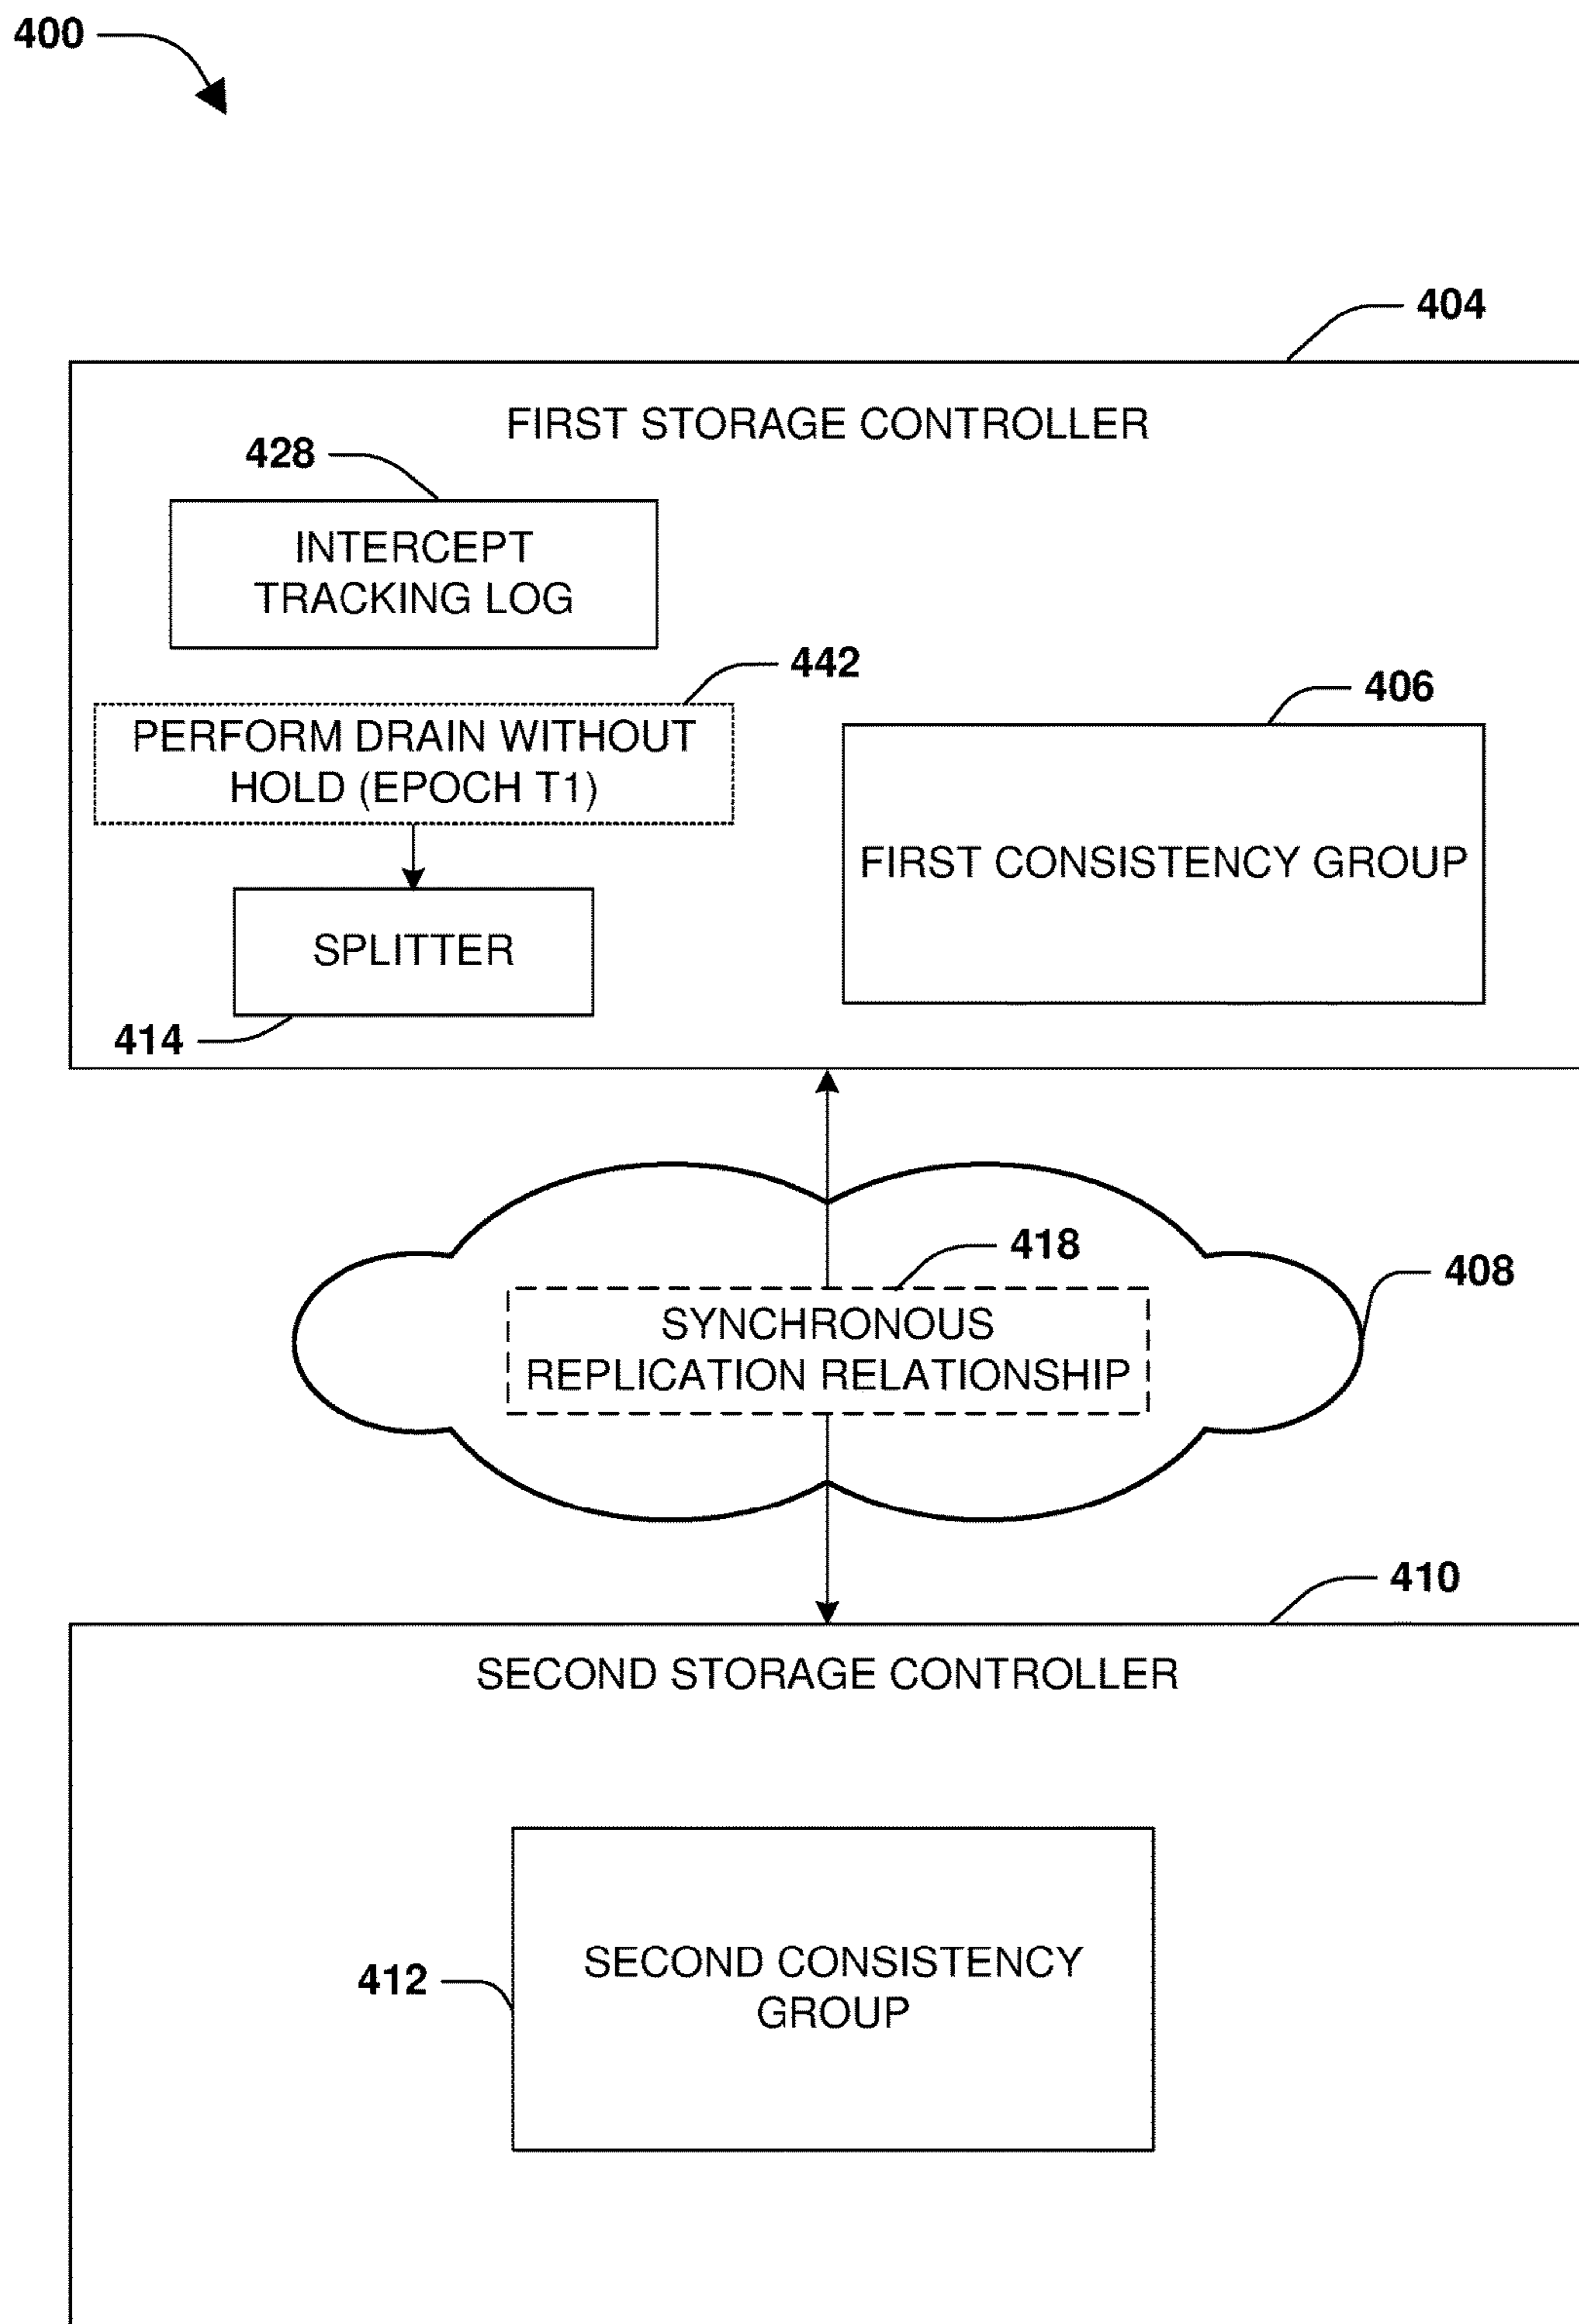 400
404
FIRST STORAGE CONTROLLER
428
INTERCEPT
TRACKING LOG
442
PERFORM DRAIN WITHOUT
HOLD (EPOCH T1)
406
FIRST CONSISTENCY GROUP
SPLITTER
414
418
408
SYNCHRONOUS
REPLICATION RELATIONSHIP
410
SECOND STORAGE CONTROLLER
412
SECOND CONSISTENCY
GROUP